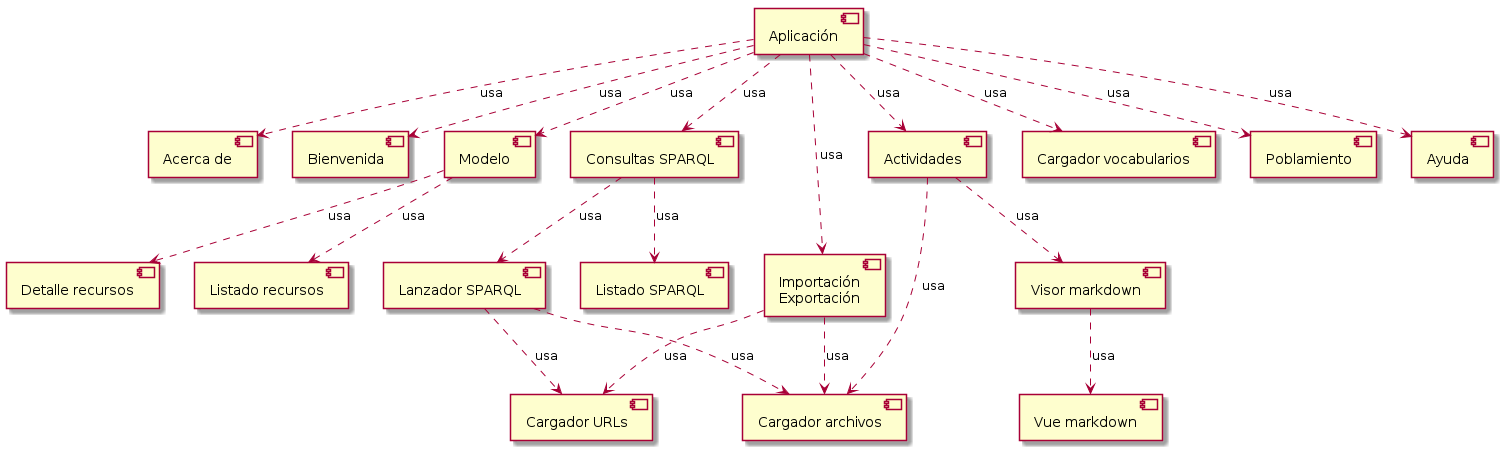 Aplicación
usa
usa
usa
usa
usa
usa
usa
usa
Acerca de
Bienvenida
Modelo
Consultas SPARQL
usa
Actividades
Cargador vocabularios
Poblamiento
Ayuda
usa
usa
usa
usa
usa
Detalle recursos
Listado recursos
Lanzador SPARQL
Listado SPARQL
Importación
Exportación
usa
Visor markdown
usa
usa
usa
usa
usa
Cargador URLs
Cargador archivos
Vue markdown